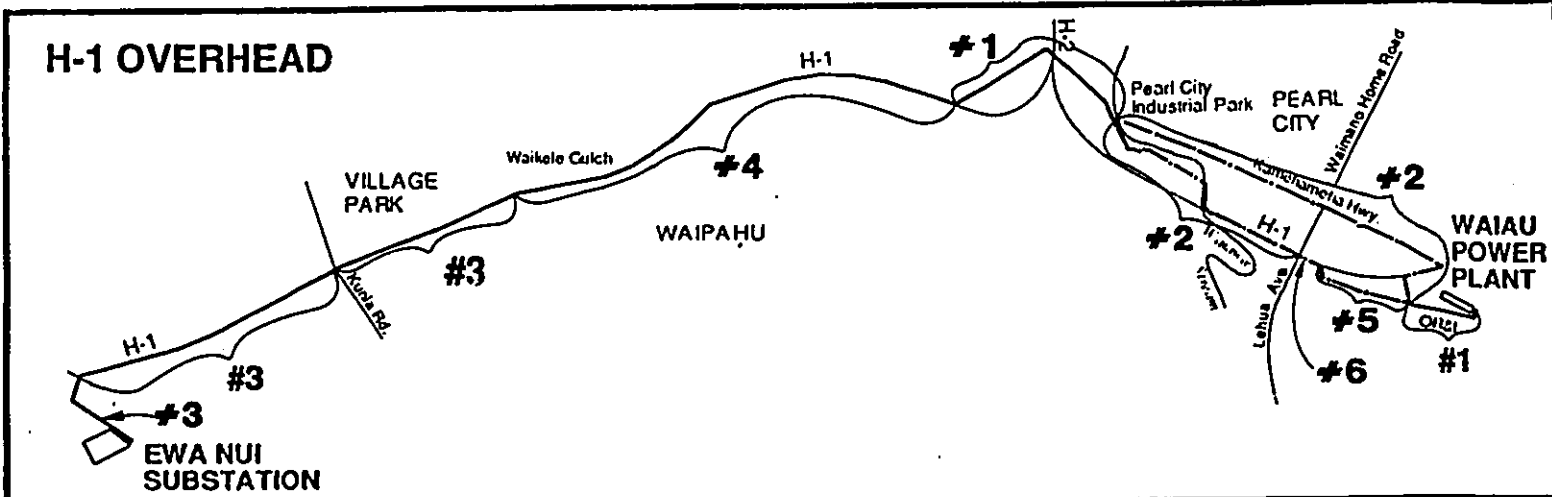 H-1 OVERHEAD
#1
H-2
H-1
Waimano Home Road
Pearl City
Industrial Park
PEARL
CITY
Waikele Gulch
#4
VILLAGE
PARK
Kamehameha Hwy.
#2
WAIPAHU
#2
H-1
WAIAU
POWER
PLANT
#3
Kunia Rd.
Lehua Ave
#5
#1
H-1
#3
#6
#3
EWA NUI
SUBSTATION